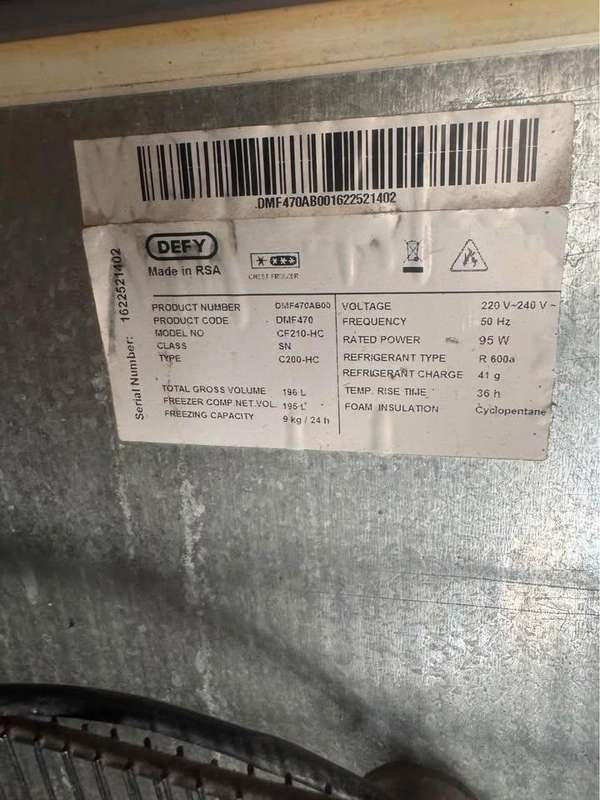 .DMF470AB001622521402
DEFY
Made in RSA
CHEST FREEZER
Serial Number: 1622521402
PRODUCT NUMBER DMF470AB00
PRODUCT CODE DMF470
MODEL NO CF210-HC
CLASS SN
TYPE C200-HC
TOTAL GROSS VOLUME 196 L
FREEZER COMP.NET.VOL. 195 L
FREEZING CAPACITY 9 kg / 24 h
VOLTAGE 220 V~240 V ~
FREQUENCY 50 Hz
RATED POWER 95 W
REFRIGERANT TYPE R 600a
REFRIGERANT CHARGE 41 g
TEMP. RISE TIME 36 h
FOAM INSULATION Cyclopentane